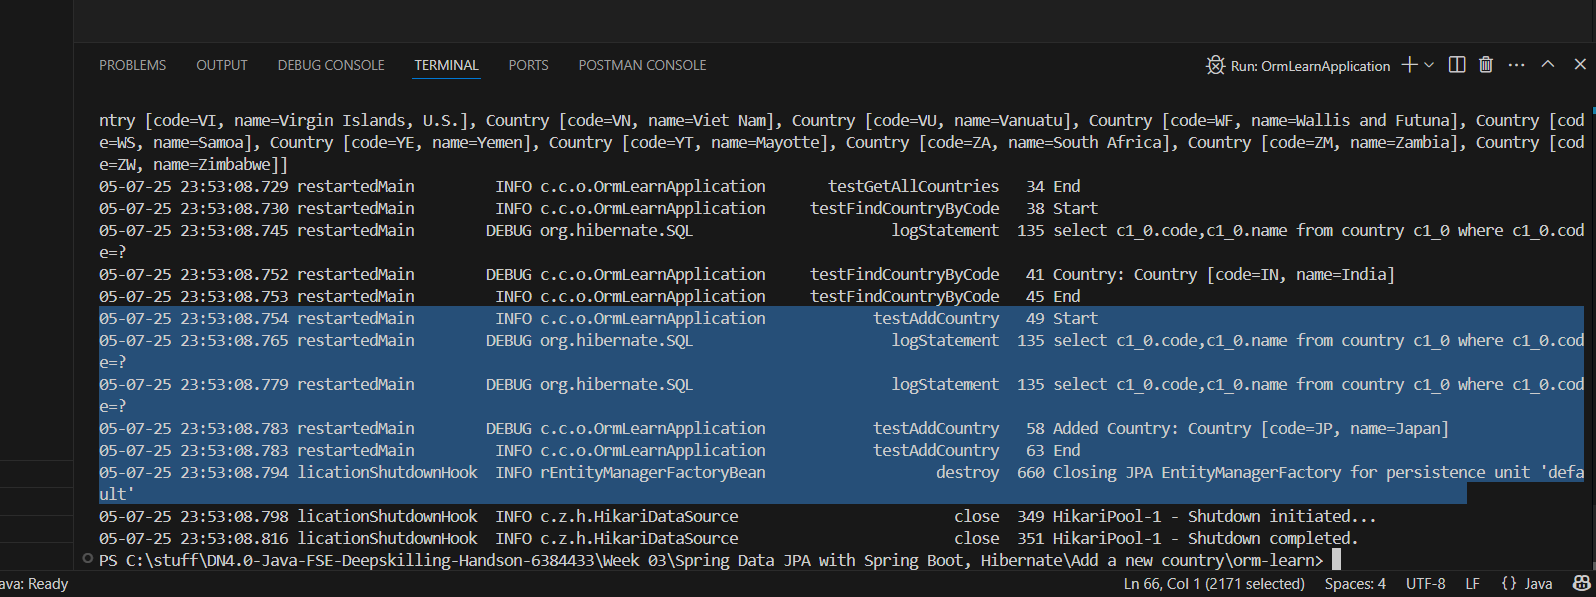 PROBLEMS OUTPUT DEBUG CONSOLE TERMINAL PORTS POSTMAN CONSOLE Run: OrmLearnApplication
ntry [code=VI, name=Virgin Islands, U.S.], Country [code=VN, name=Viet Nam], Country [code=VU, name=Vanuatu], Country [code=WF, name=Wallis and Futuna], Country [cod
e=WS, name=Samoa], Country [code=YE, name=Yemen], Country [code=YT, name=Mayotte], Country [code=ZA, name=South Africa], Country [code=ZM, name=Zambia], Country [cod
e=ZW, name=Zimbabwe]]
05-07-25 23:53:08.729 restartedMain INFO c.c.o.OrmLearnApplication testGetAllCountries 34 End
05-07-25 23:53:08.730 restartedMain INFO c.c.o.OrmLearnApplication testFindCountryByCode 38 Start
05-07-25 23:53:08.745 restartedMain DEBUG org.hibernate.SQL logStatement 135 select c1_0.code,c1_0.name from country c1_0 where c1_0.cod
e=?
05-07-25 23:53:08.752 restartedMain DEBUG c.c.o.OrmLearnApplication testFindCountryByCode 41 Country: Country [code=IN, name=India]
05-07-25 23:53:08.753 restartedMain INFO c.c.o.OrmLearnApplication testFindCountryByCode 45 End
05-07-25 23:53:08.754 restartedMain INFO c.c.o.OrmLearnApplication testAddCountry 49 Start
05-07-25 23:53:08.765 restartedMain DEBUG org.hibernate.SQL logStatement 135 select c1_0.code,c1_0.name from country c1_0 where c1_0.cod
e=?
05-07-25 23:53:08.779 restartedMain DEBUG org.hibernate.SQL logStatement 135 select c1_0.code,c1_0.name from country c1_0 where c1_0.cod
e=?
05-07-25 23:53:08.783 restartedMain DEBUG c.c.o.OrmLearnApplication testAddCountry 58 Added Country: Country [code=JP, name=Japan]
05-07-25 23:53:08.783 restartedMain INFO c.c.o.OrmLearnApplication testAddCountry 63 End
05-07-25 23:53:08.794 licationShutdownHook INFO rEntityManagerFactoryBean destroy 660 Closing JPA EntityManagerFactory for persistence unit 'defa
ult'
05-07-25 23:53:08.798 licationShutdownHook INFO c.z.h.HikariDataSource close 349 HikariPool-1 - Shutdown initiated...
05-07-25 23:53:08.816 licationShutdownHook INFO c.z.h.HikariDataSource close 351 HikariPool-1 - Shutdown completed.
PS C:\stuff\DN4.0-Java-FSE-Deepskilling-Handson-6384433\Week 03\Spring Data JPA with Spring Boot, Hibernate\Add a new country\orm-learn>
ava: Ready Ln 66, Col 1 (2171 selected) Spaces: 4 UTF-8 LF {} Java